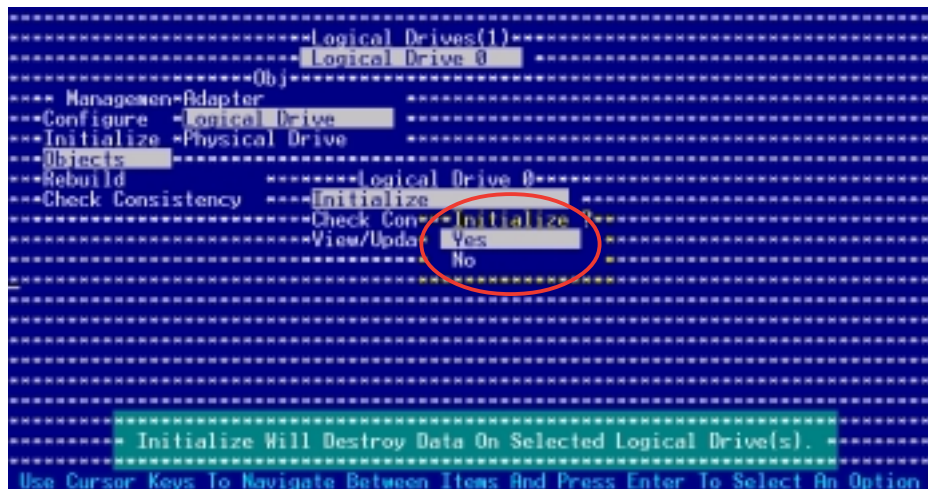 Logical Drives(1)
Logical Drive 0
Obj
Managemen Adapter
Configure Logical Drive
Initialize Physical Drive
Objects
Rebuild Logical Drive 0
Check Consistency Initialize
Check Con Initialize ?
View/Upda Yes
No
Initialize Will Destroy Data On Selected Logical Drive(s).
Use Cursor Keys To Navigate Between Items And Press Enter To Select An Option